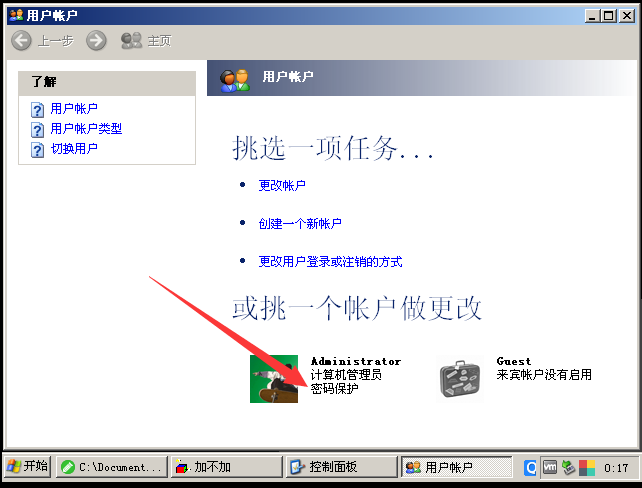 用户帐户
上一步
主页
了解
用户帐户
用户帐户类型
切换用户
用户帐户
挑选一项任务...
更改帐户
创建一个新帐户
更改用户登录或注销的方式
或挑一个帐户做更改
Administrator
计算机管理员
密码保护
Guest
来宾帐户没有启用
开始
C:\Document...
加不加
控制面板
用户帐户
0:17